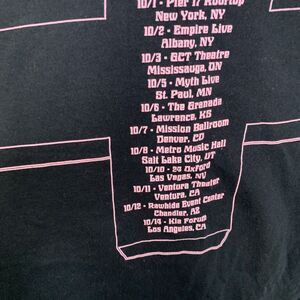 10/1 - Pier 17 Rooftop
New York, NY
10/2 - Empire Live
Albany, NY
10/3 - GCT Theatre
Mississauga, ON
10/5 - Myth Live
St. Paul, MN
10/6 - The Granada
Lawrence, KS
10/7 - Mission Ballroom
Denver, CO
10/8 - Metro Music Hall
Salt Lake City, UT
10/10 - 24 Oxford
Las Vegas, NV
10/11 - Ventura Theater
Ventura, CA
10/12 - Rawhide Event Center
Chandler, AZ
10/14 - Kia Forum
Los Angeles, CA